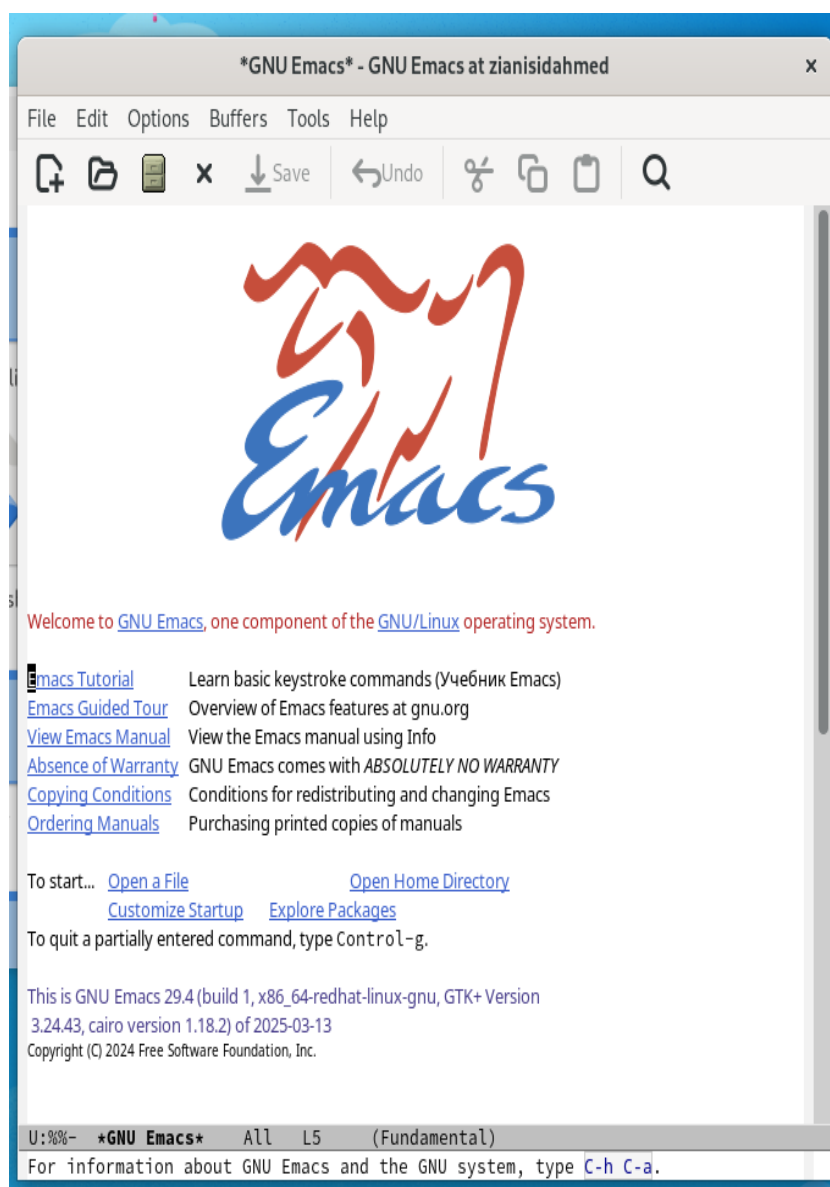 *GNU Emacs* - GNU Emacs at zianisidahmed x
File Edit Options Buffers Tools Help
Save Undo
Emacs
Welcome to GNU Emacs, one component of the GNU/Linux operating system.
Emacs Tutorial Learn basic keystroke commands (Учебник Emacs)
Emacs Guided Tour Overview of Emacs features at gnu.org
View Emacs Manual View the Emacs manual using Info
Absence of Warranty GNU Emacs comes with ABSOLUTELY NO WARRANTY
Copying Conditions Conditions for redistributing and changing Emacs
Ordering Manuals Purchasing printed copies of manuals
To start... Open a File Open Home Directory
Customize Startup Explore Packages
To quit a partially entered command, type Control-g.
This is GNU Emacs 29.4 (build 1, x86_64-redhat-linux-gnu, GTK+ Version
3.24.43, cairo version 1.18.2) of 2025-03-13
Copyright (C) 2024 Free Software Foundation, Inc.
U:%%- *GNU Emacs* All L5 (Fundamental)
For information about GNU Emacs and the GNU system, type C-h C-a.